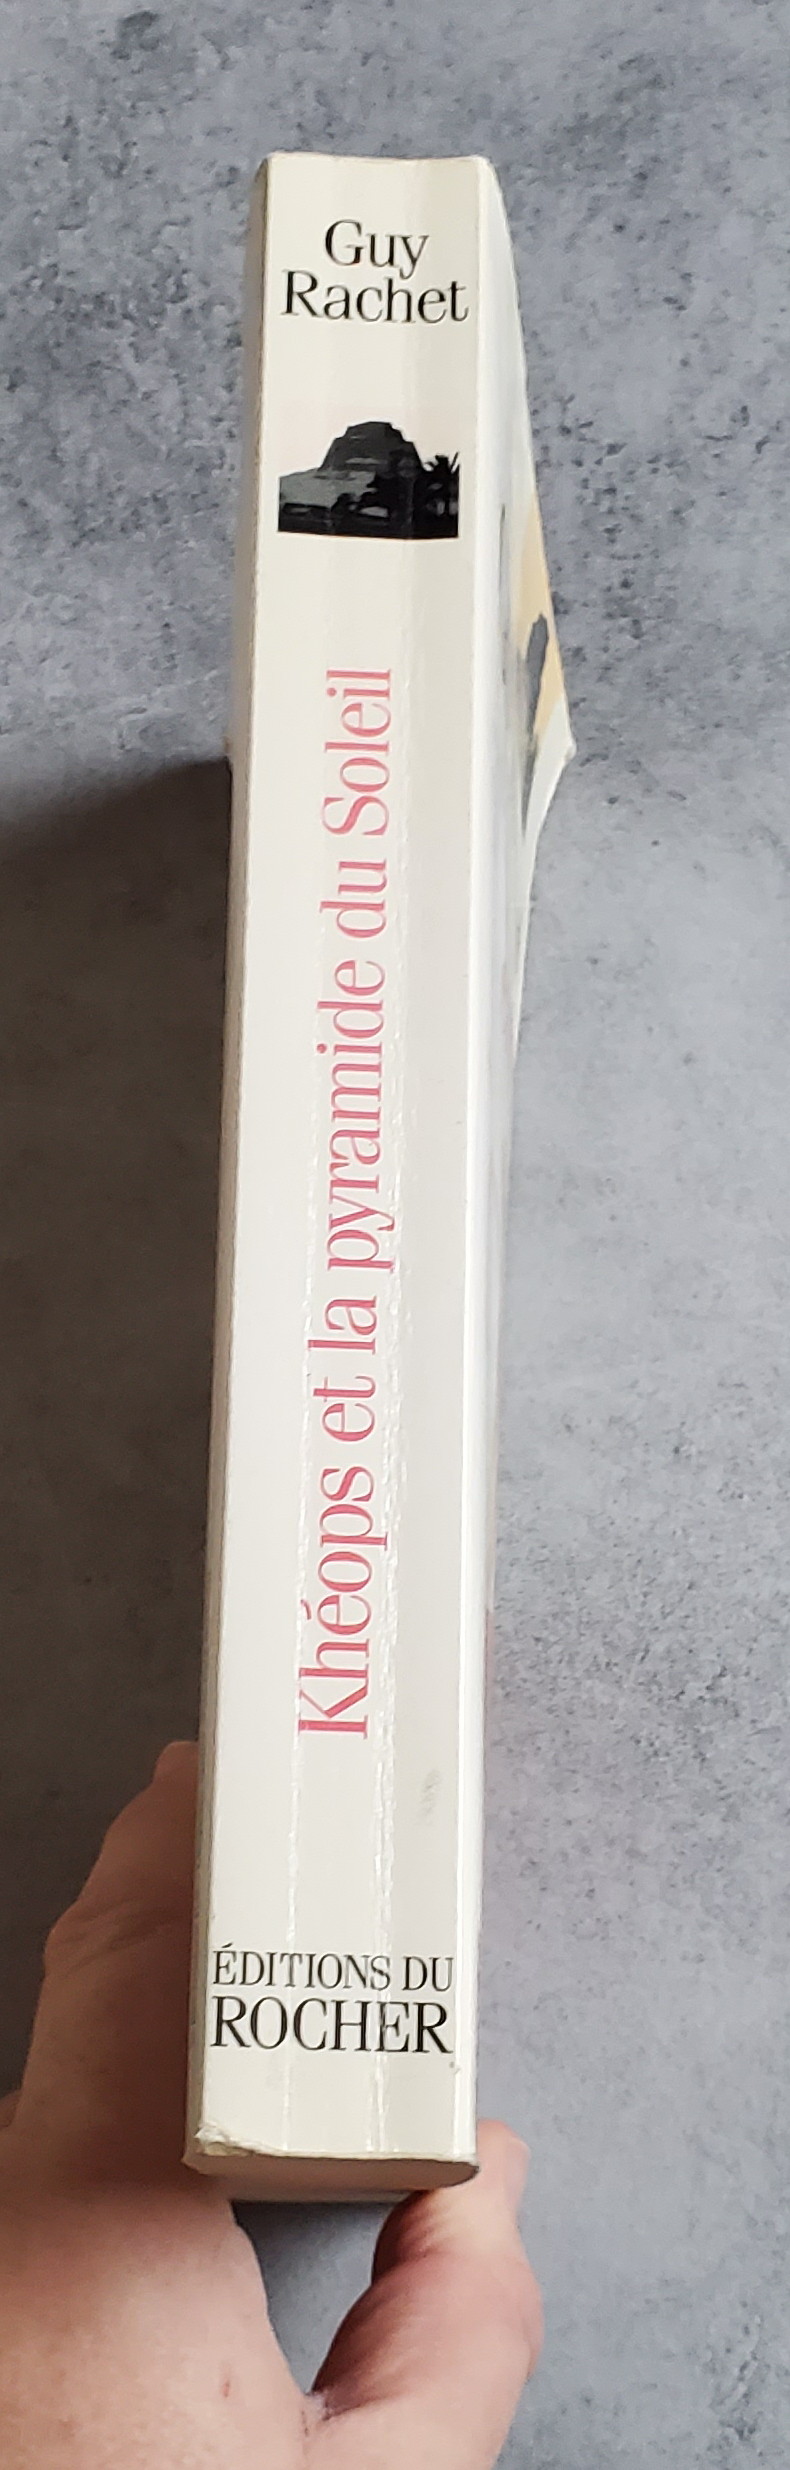 Guy
Rachet
Khéops et la pyramide du Soleil
ÉDITIONS DU
ROCHER